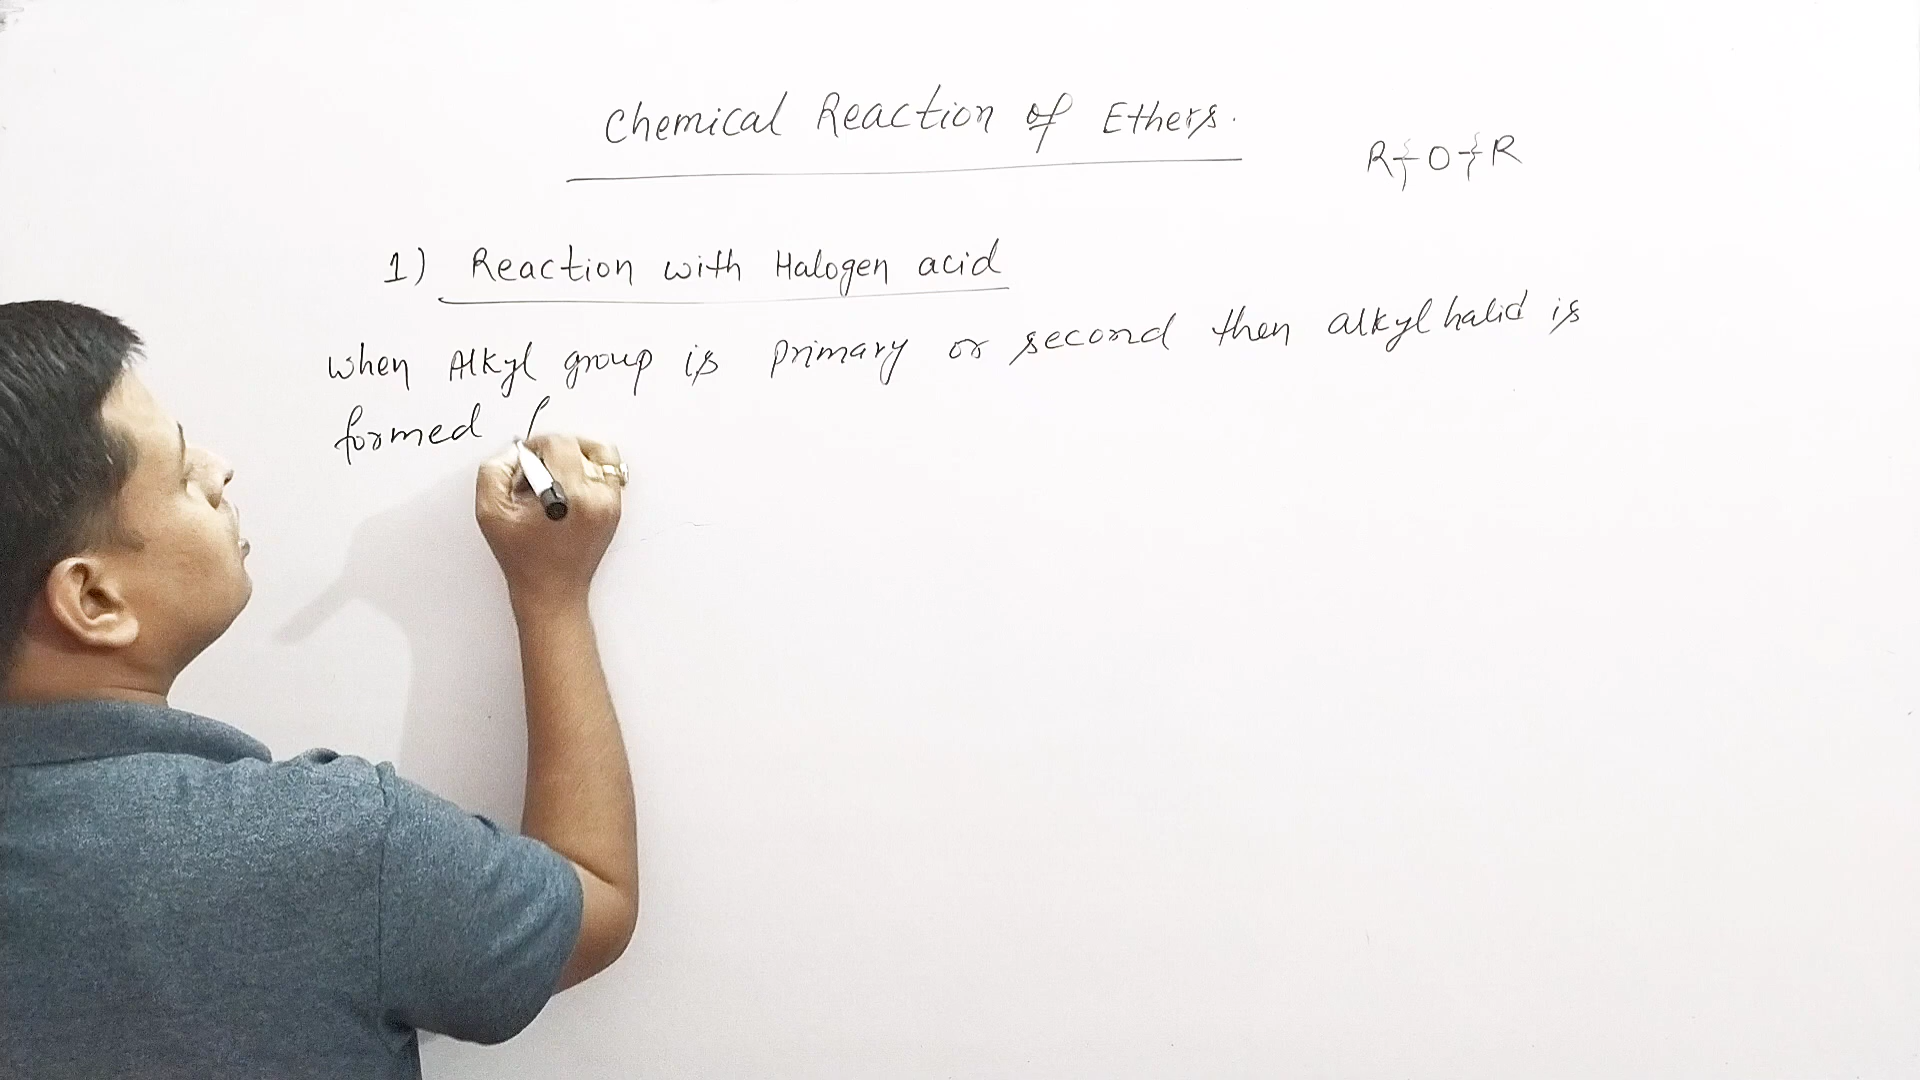 Chemical Reaction of Ethers.
R-O-R
1) Reaction with Halogen acid
when Alkyl group is primary or second then alkyl halid is
formed f